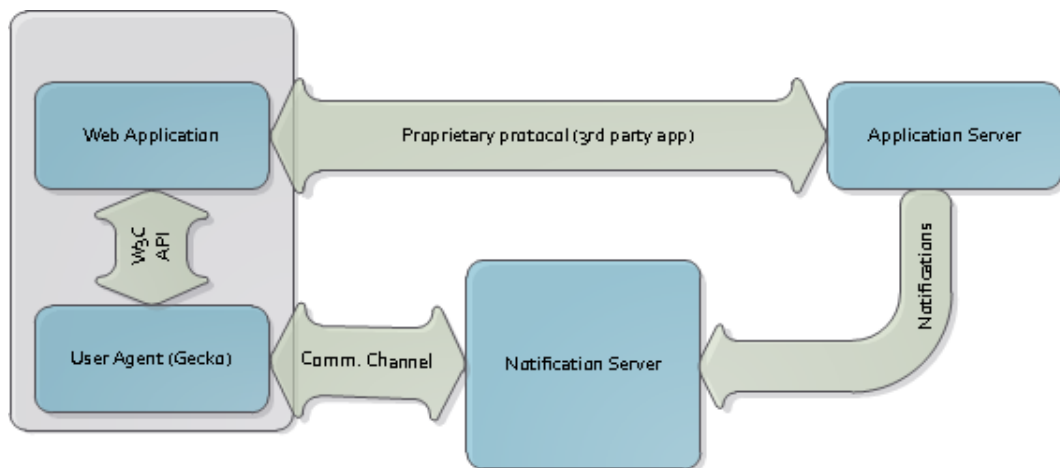 Web Application
Proprietary protocol (3rd party app)
Application Server
W3C
API
Notifications
User Agent (Gecko)
Comm. Channel
Notification Server